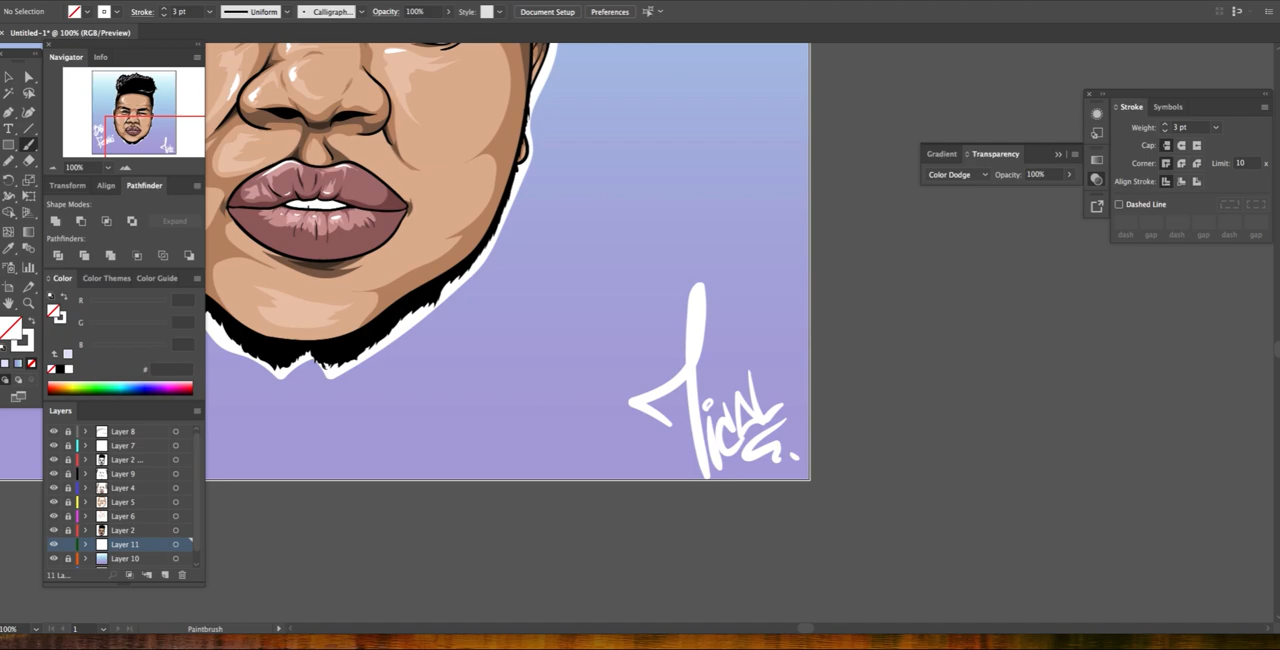 No Selection Stroke: 3 pt Uniform Calligraph... Opacity: 100% Style: Document Setup Preferences
Untitled-1* @ 100% (RGB/Preview)
Navigator Info
100%
Transform Align Pathfinder
Shape Modes:
Expand
Pathfinders:
Color Color Themes Color Guide
R
G
B
#
Layers
Layer 8
Layer 7
Layer 2 ...
Layer 9
Layer 4
Layer 5
Layer 6
Layer 2
Layer 11
Layer 10
11 La...
100% 1 Paintbrush
Gradient Transparency
Color Dodge Opacity: 100%
Stroke Symbols
Weight: 3 pt
Cap:
Corner: Limit: 10 x
Align Stroke:
Dashed Line
dash gap dash gap dash gap